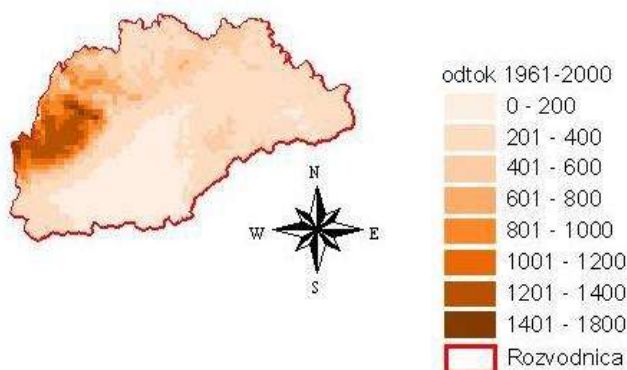 odtok 1961-2000
0 - 200
201 - 400
401 - 600
601 - 800
801 - 1000
1001 - 1200
1201 - 1400
1401 - 1800
Rozvodnica
N
W E
S